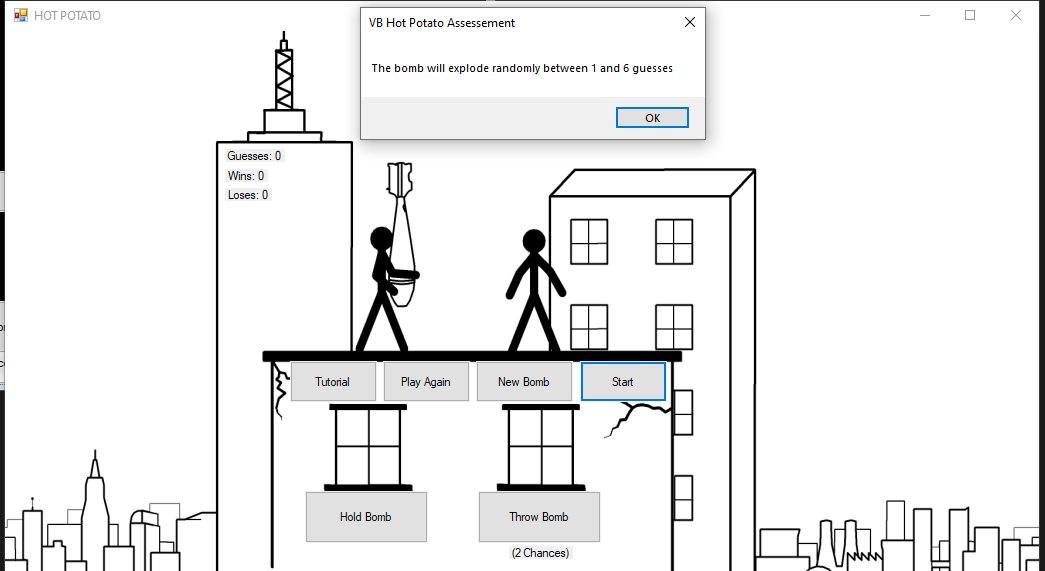 HOT POTATO
VB Hot Potato Assessement
The bomb will explode randomly between 1 and 6 guesses
OK
Guesses: 0
Wins: 0
Loses: 0
Tutorial
Play Again
New Bomb
Start
Hold Bomb
Throw Bomb
(2 Chances)